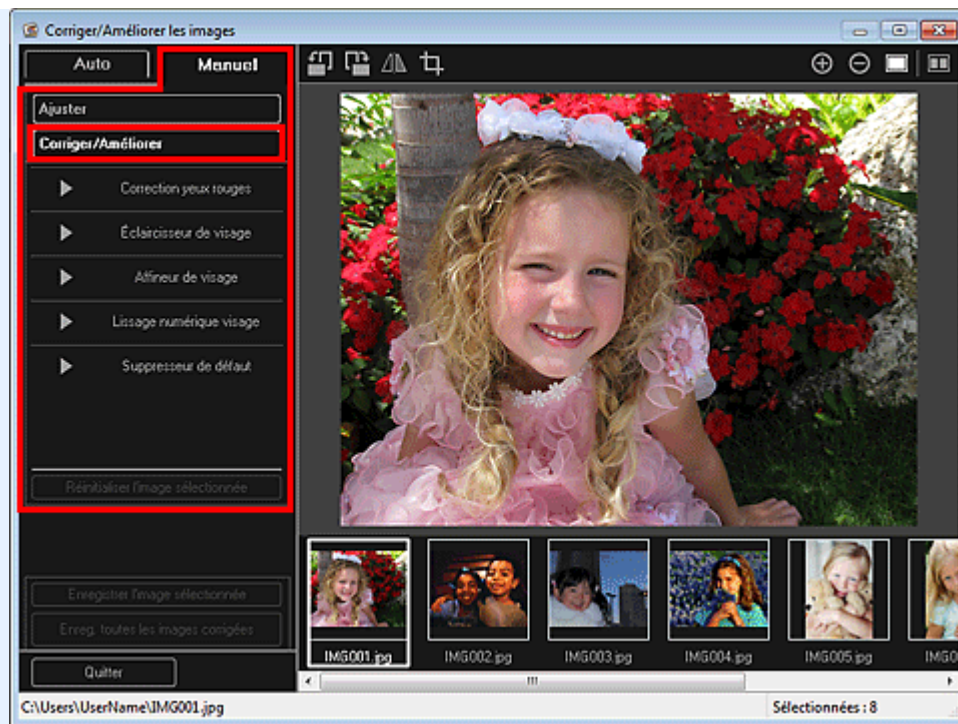 Corriger/Améliorer les images
Auto
Manuel
Ajuster
Corriger/Améliorer
Correction yeux rouges
Éclaircisseur de visage
Affineur de visage
Lissage numérique visage
Suppresseur de défaut
Réinitialiser l'image sélectionnée
Enregistrer l'image sélectionnée
Enreg. toutes les images corrigées
Quitter
IMG001.jpg
IMG002.jpg
IMG003.jpg
IMG004.jpg
IMG005.jpg
IMG0
C:\Users\UserName\IMG001.jpg
Sélectionnées : 8